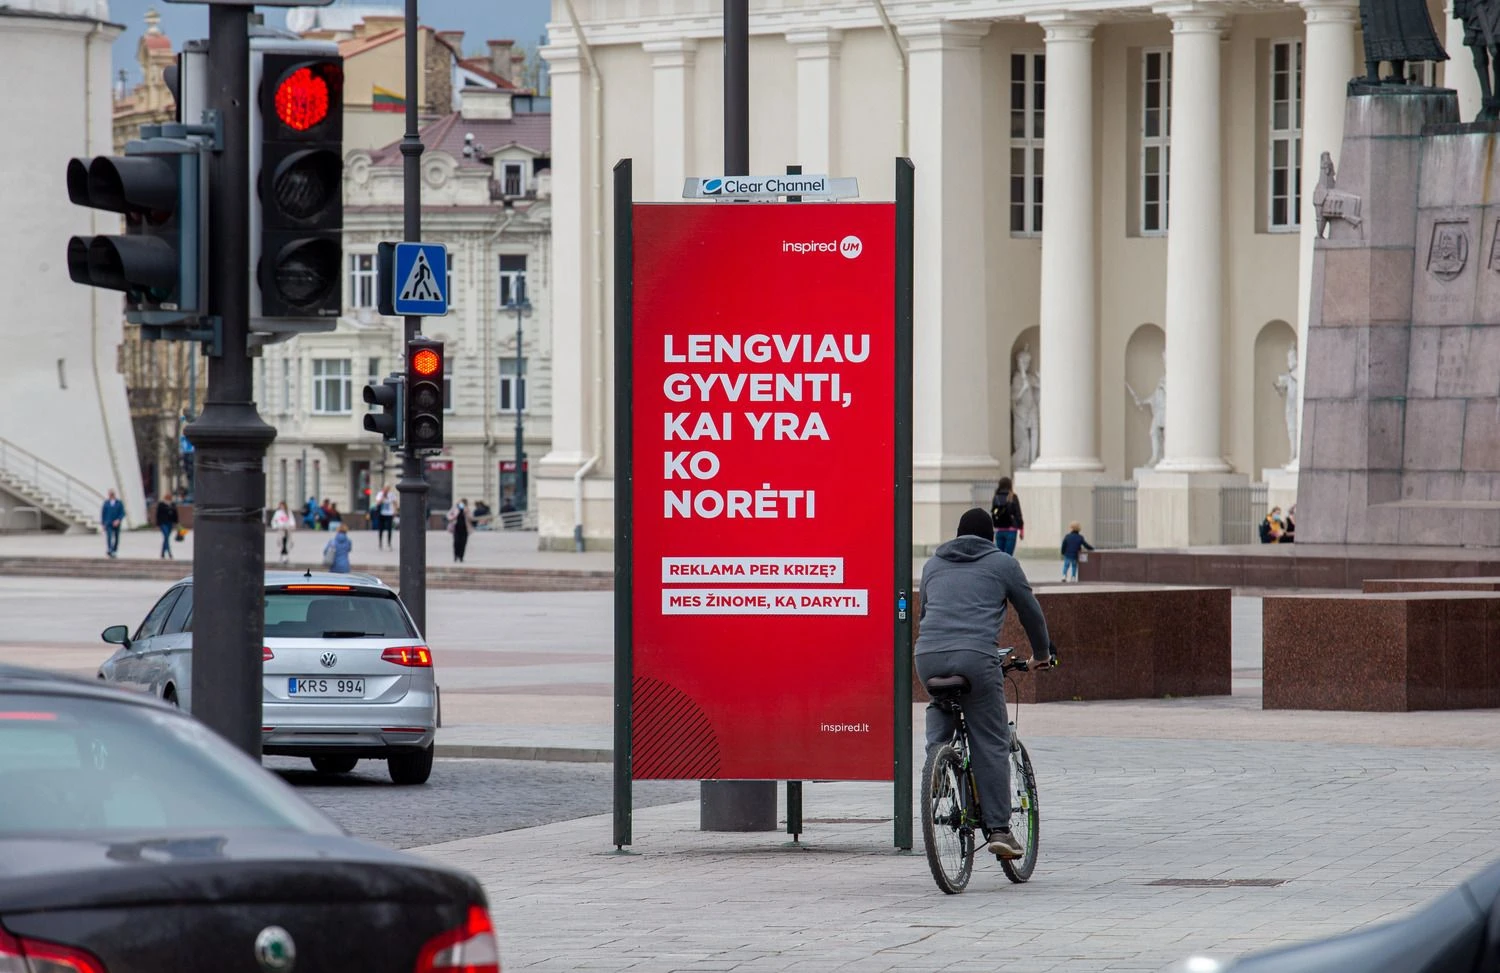 Clear Channel
inspired UM
LENGVIAU
GYVENTI,
KAI YRA
KO
NORĖTI
REKLAMA PER KRIZĘ?
MES ŽINOME, KĄ DARYTI.
inspired.lt
KRS 994